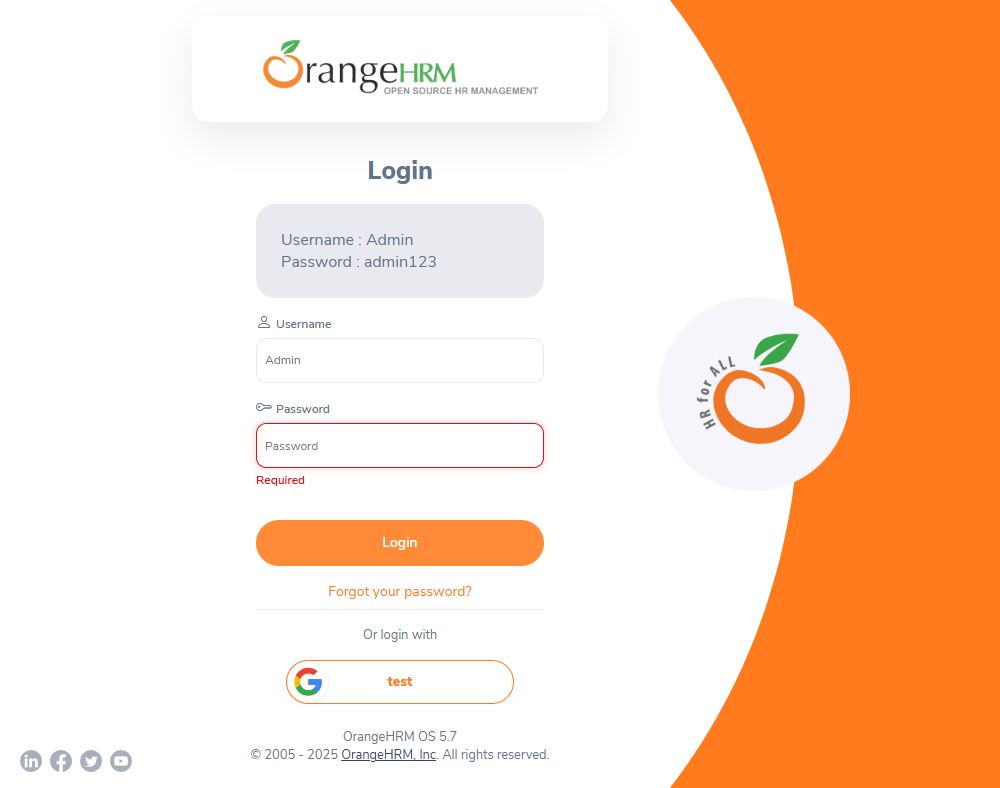 OrangeHRM
OPEN SOURCE HR MANAGEMENT
Login
Username : Admin
Password : admin123
Username
Admin
Password
Password
Required
Login
Forgot your password?
Or login with
test
OrangeHRM OS 5.7
© 2005 - 2025 OrangeHRM, Inc. All rights reserved.
HR for ALL